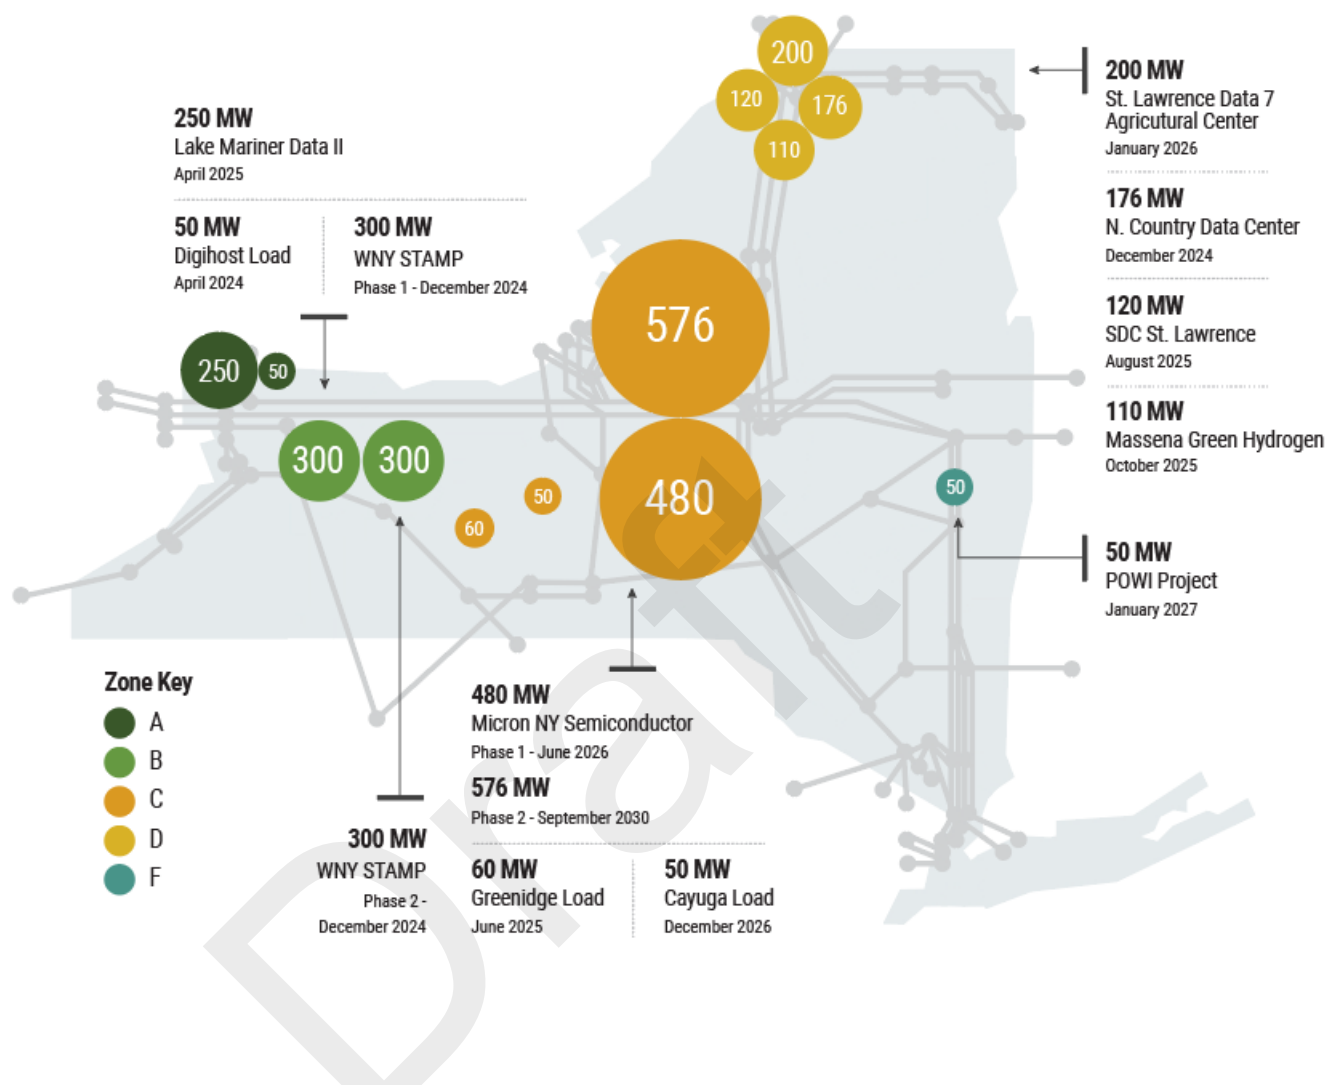 250 MW
Lake Mariner Data II
April 2025
50 MW
Digihost Load
April 2024
300 MW
WNY STAMP
Phase 1 - December 2024
200
120
176
110
200 MW
St. Lawrence Data 7
Agricutural Center
January 2026
176 MW
N. Country Data Center
December 2024
120 MW
SDC St. Lawrence
August 2025
110 MW
Massena Green Hydrogen
October 2025
50 MW
POWI Project
January 2027
576
250
50
300
300
480
50
60
50
Zone Key
A
B
C
D
F
480 MW
Micron NY Semiconductor
Phase 1 - June 2026
576 MW
Phase 2 - September 2030
300 MW
WNY STAMP
Phase 2 -
December 2024
60 MW
Greenidge Load
June 2025
50 MW
Cayuga Load
December 2026
Draft